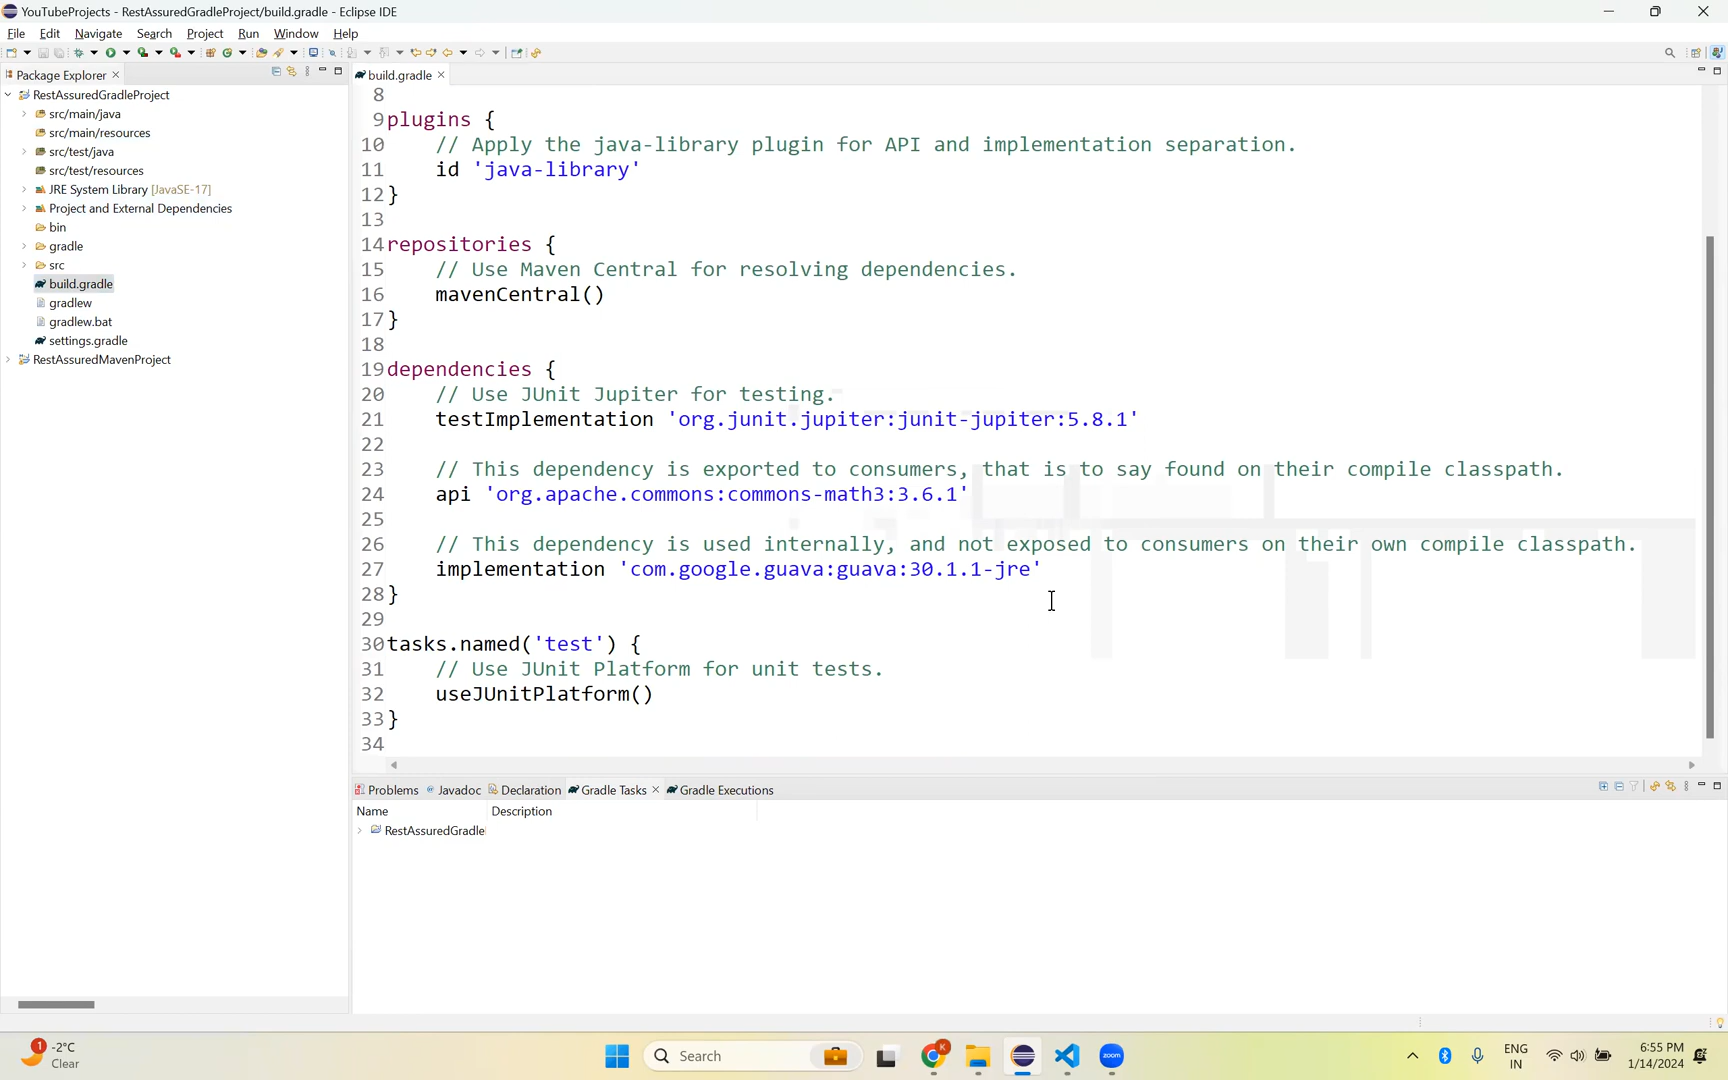 YouTubeProjects - RestAssuredGradleProject/build.gradle - Eclipse IDE
File Edit Navigate Search Project Run Window Help
Package Explorer
build.gradle
RestAssuredGradleProject
src/main/java
src/main/resources
src/test/java
src/test/resources
JRE System Library [JavaSE-17]
Project and External Dependencies
bin
gradle
src
build.gradle
gradlew
gradlew.bat
settings.gradle
RestAssuredMavenProject
8
9 plugins {
10 // Apply the java-library plugin for API and implementation separation.
11 id 'java-library'
12 }
13
14 repositories {
15 // Use Maven Central for resolving dependencies.
16 mavenCentral()
17 }
18
19 dependencies {
20 // Use JUnit Jupiter for testing.
21 testImplementation 'org.junit.jupiter:junit-jupiter:5.8.1'
22
23 // This dependency is exported to consumers, that is to say found on their compile classpath.
24 api 'org.apache.commons:commons-math3:3.6.1'
25
26 // This dependency is used internally, and not exposed to consumers on their own compile classpath.
27 implementation 'com.google.guava:guava:30.1.1-jre'
28 }
29
30 tasks.named('test') {
31 // Use JUnit Platform for unit tests.
32 useJUnitPlatform()
33 }
34
Problems Javadoc Declaration Gradle Tasks Gradle Executions
Name Description
RestAssuredGradle
1 -2°C
Clear
Search
K
zoom
ENG
IN
6:55 PM
1/14/2024